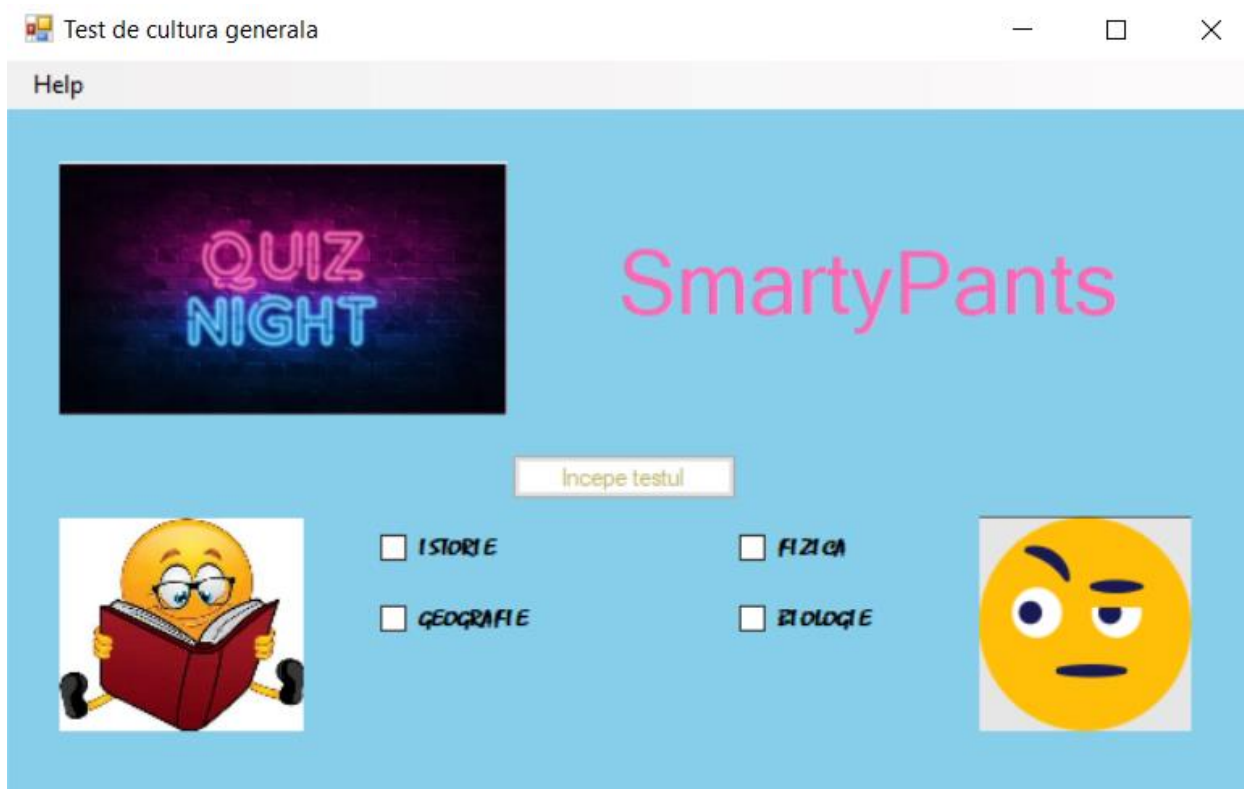 Test de cultura generala
Help
QUIZ
NIGHT
SmartyPants
Incepe testul
ISTORIE
FIZICA
GEOGRAFIE
BIOLOGIE